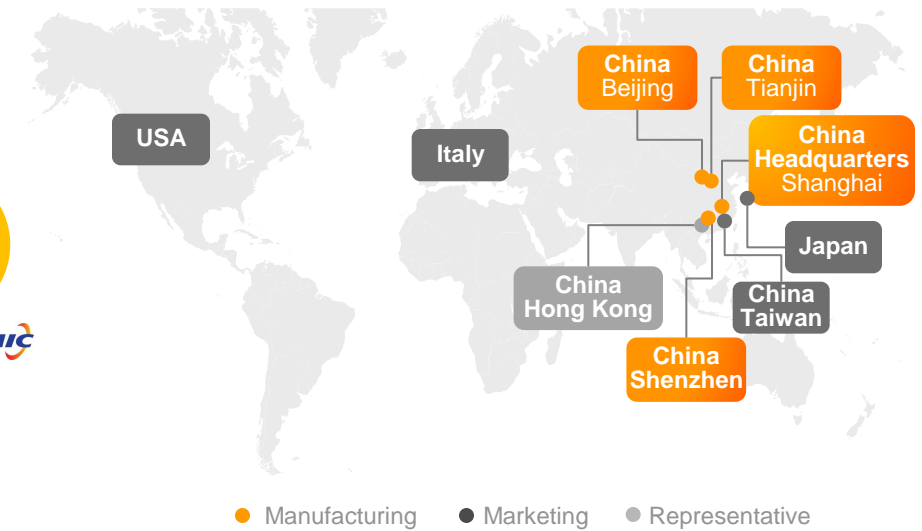 China
Beijing
China
Tianjin
USA
China
Headquarters
Shanghai
Italy
Japan
China
Hong Kong
China
Taiwan
China
Shenzhen
Manufacturing
Marketing
Representative